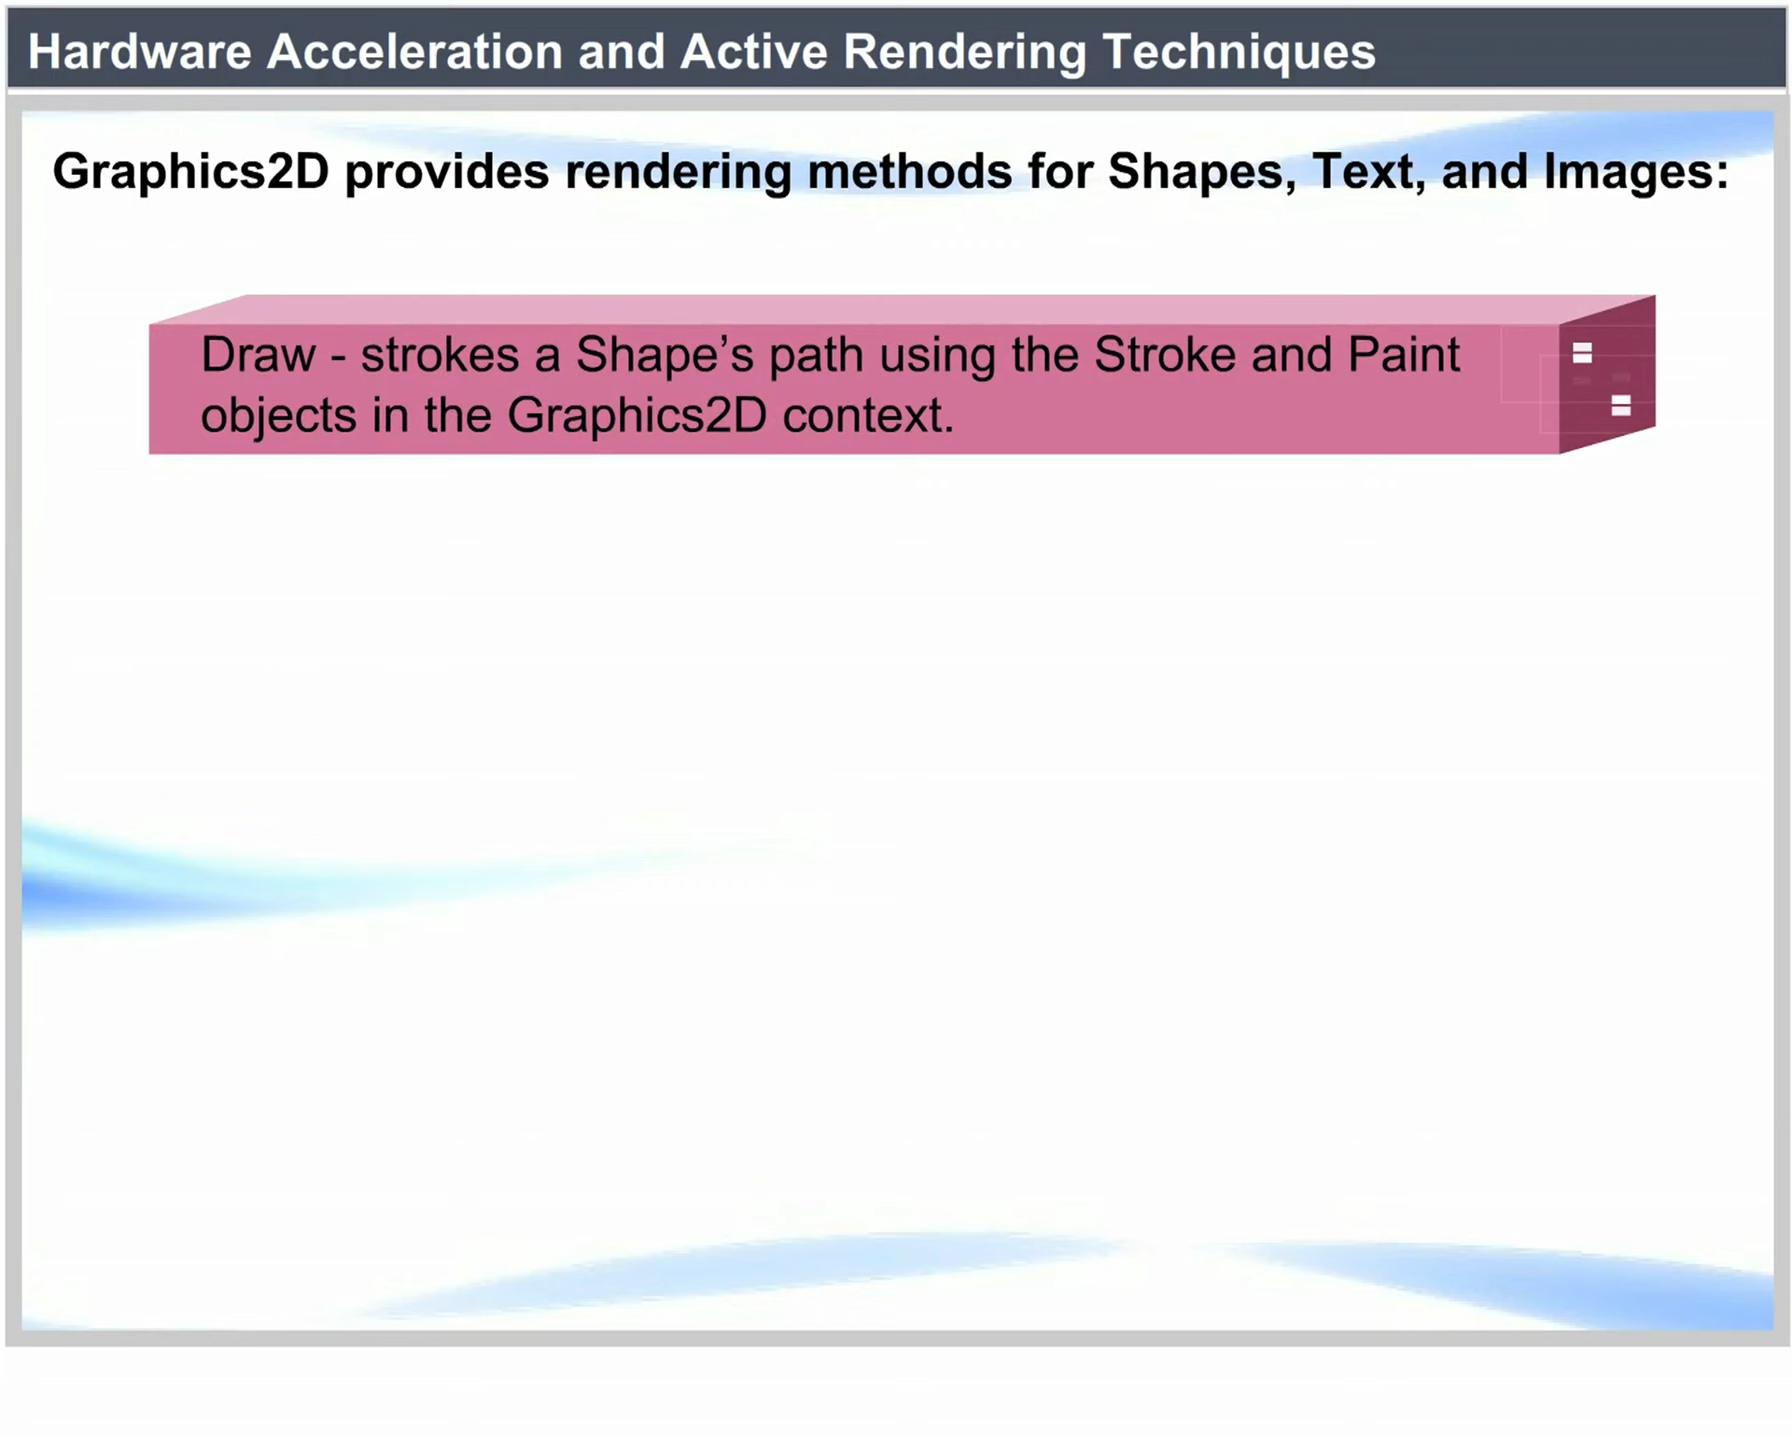 Hardware Acceleration and Active Rendering Techniques
Graphics2D provides rendering methods for Shapes, Text, and Images:
Draw - strokes a Shape’s path using the Stroke and Paint
objects in the Graphics2D context.